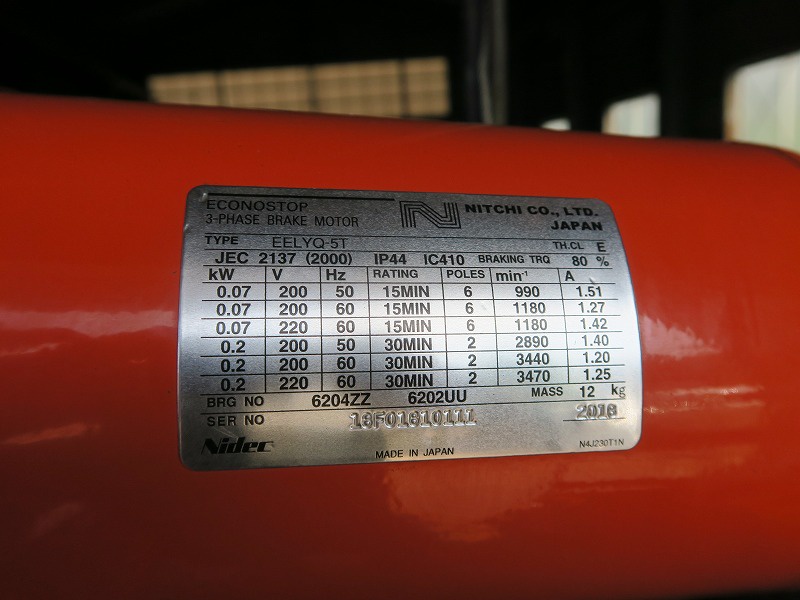 ECONOSTOP
3-PHASE BRAKE MOTOR
N NITCHI CO., LTD.
JAPAN
TYPE EELYQ-5T TH.CL E
JEC 2137 (2000) IP44 IC410 BRAKING TRQ 80 %
kW V Hz RATING POLES min⁻¹ A
0.07 200 50 15MIN 6 990 1.51
0.07 200 60 15MIN 6 1180 1.27
0.07 220 60 15MIN 6 1180 1.42
0.2 200 50 30MIN 2 2890 1.40
0.2 200 60 30MIN 2 3440 1.20
0.2 220 60 30MIN 2 3470 1.25
BRG NO 6204ZZ 6202UU MASS 12 kg
SER NO 18F01810111 2018
Nidec MADE IN JAPAN N4J230T1N